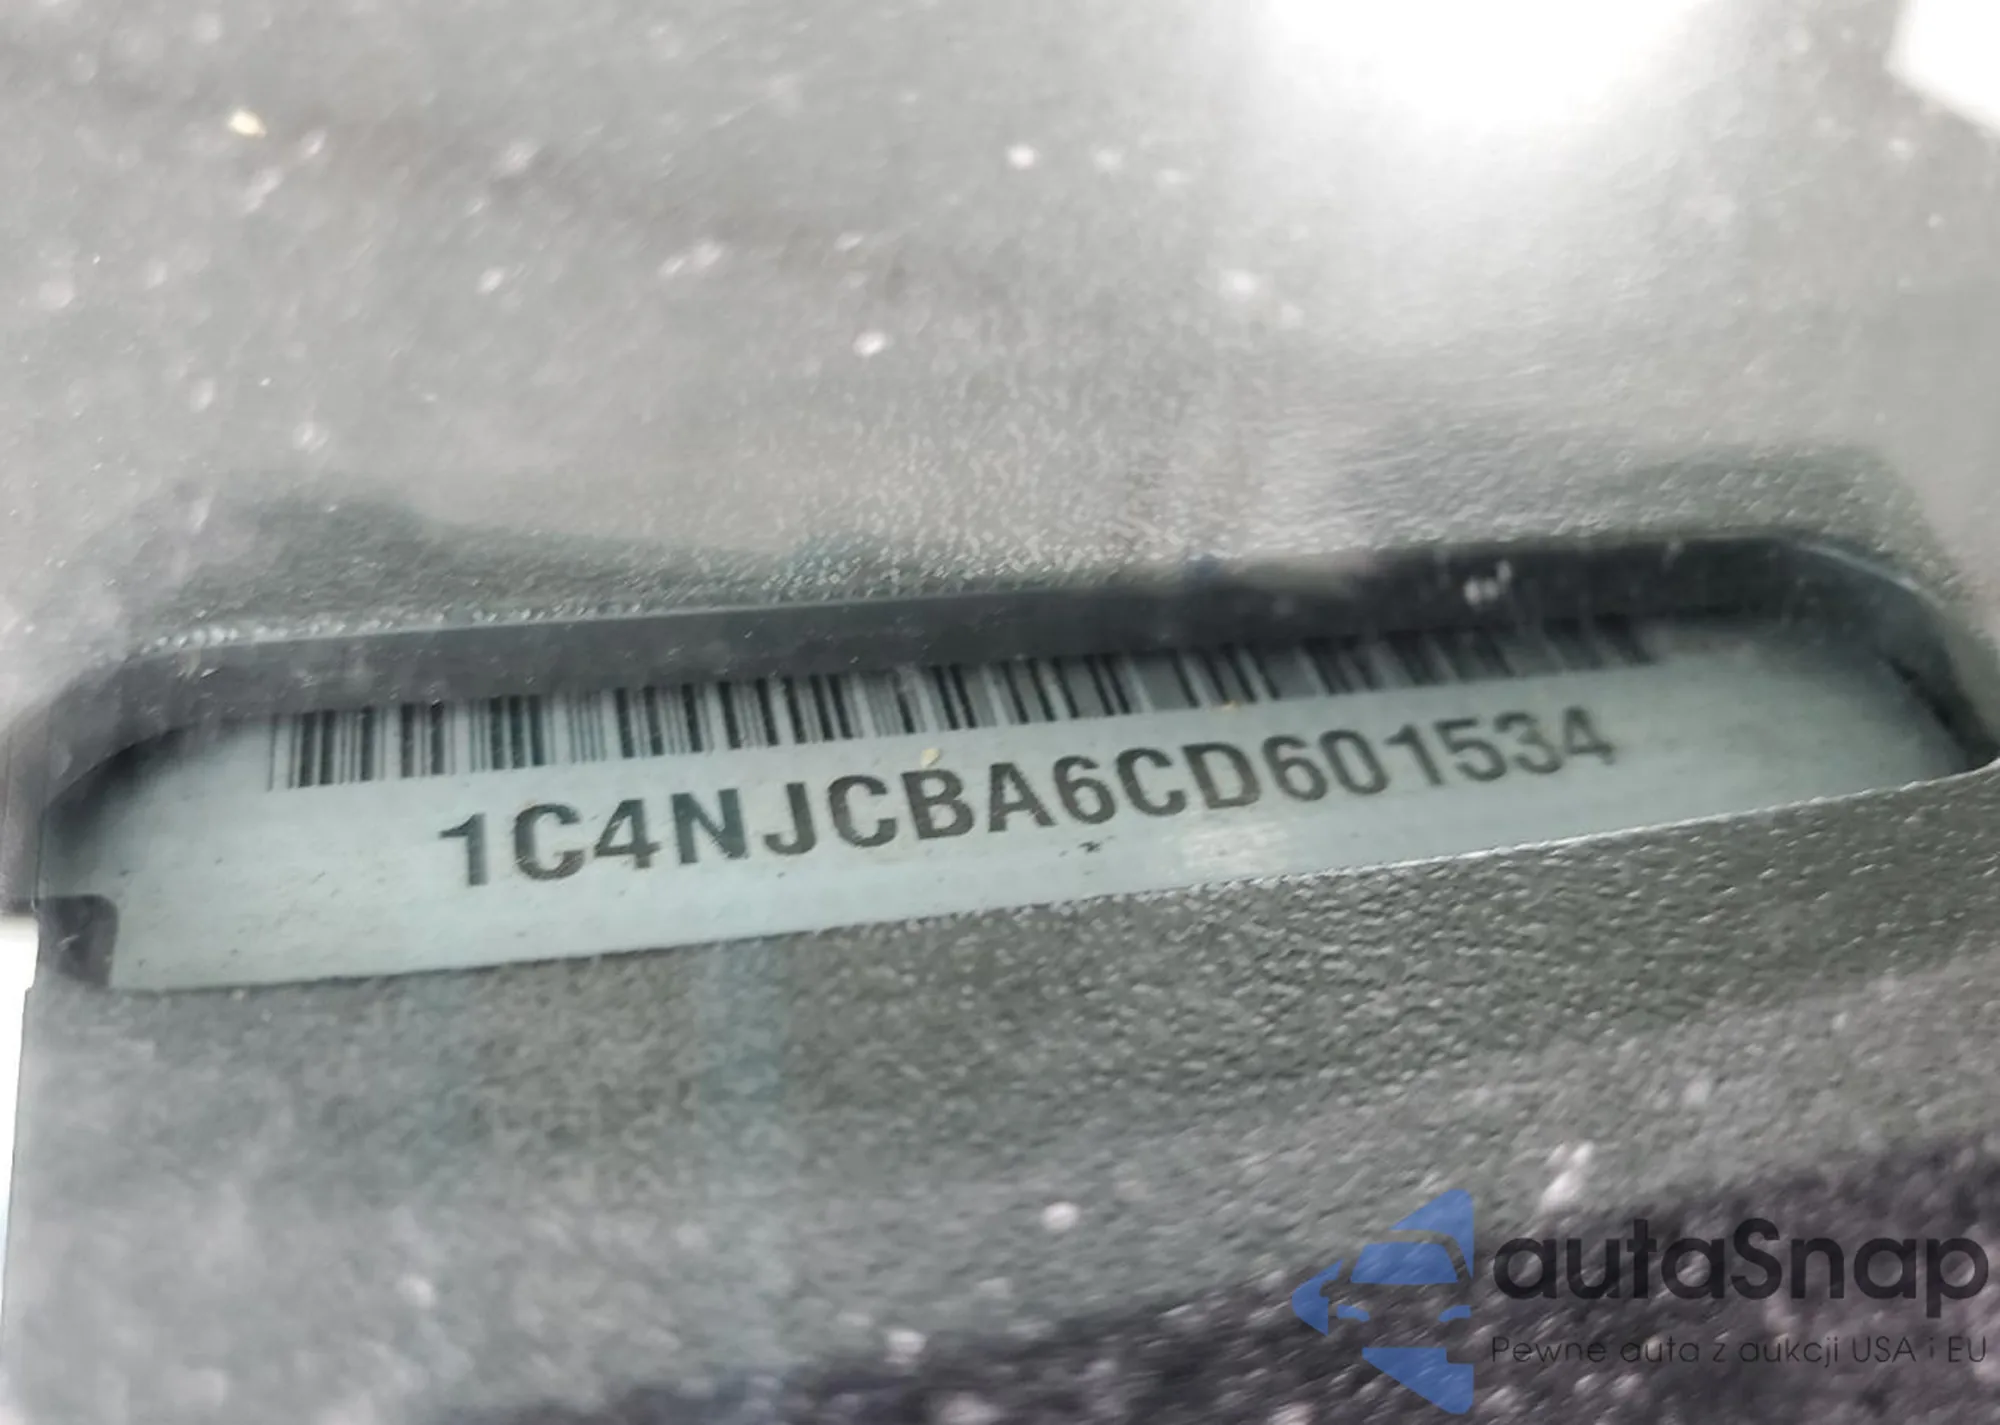 1C4NJCBA6CD601534
autaSnap
Pewne auta z aukcji USA i EU